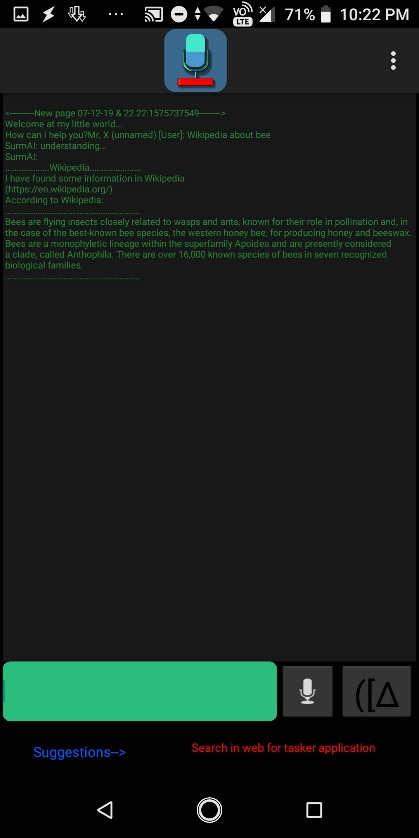 VO))
LTE
71%
10:22 PM
<---------New page 07-12-19 & 22.22:1575737549-------->
Welcome at my little world...
How can I help you?Mr. X (unnamed) [User]: Wikipedia about bee
SurmAI: understanding...
SurmAI:
.....................Wikipedia........................
I have found some information in Wikipedia
(https://en.wikipedia.org/)
According to Wikipedia:
................................................................
Bees are flying insects closely related to wasps and ants, known for their role in pollination and, in
the case of the best-known bee species, the western honey bee, for producing honey and beeswax.
Bees are a monophyletic lineage within the superfamily Apoidea and are presently considered
a clade, called Anthophila. There are over 16,000 known species of bees in seven recognized
biological families.
................................................................
([Δ
Suggestions-->
Search in web for tasker application